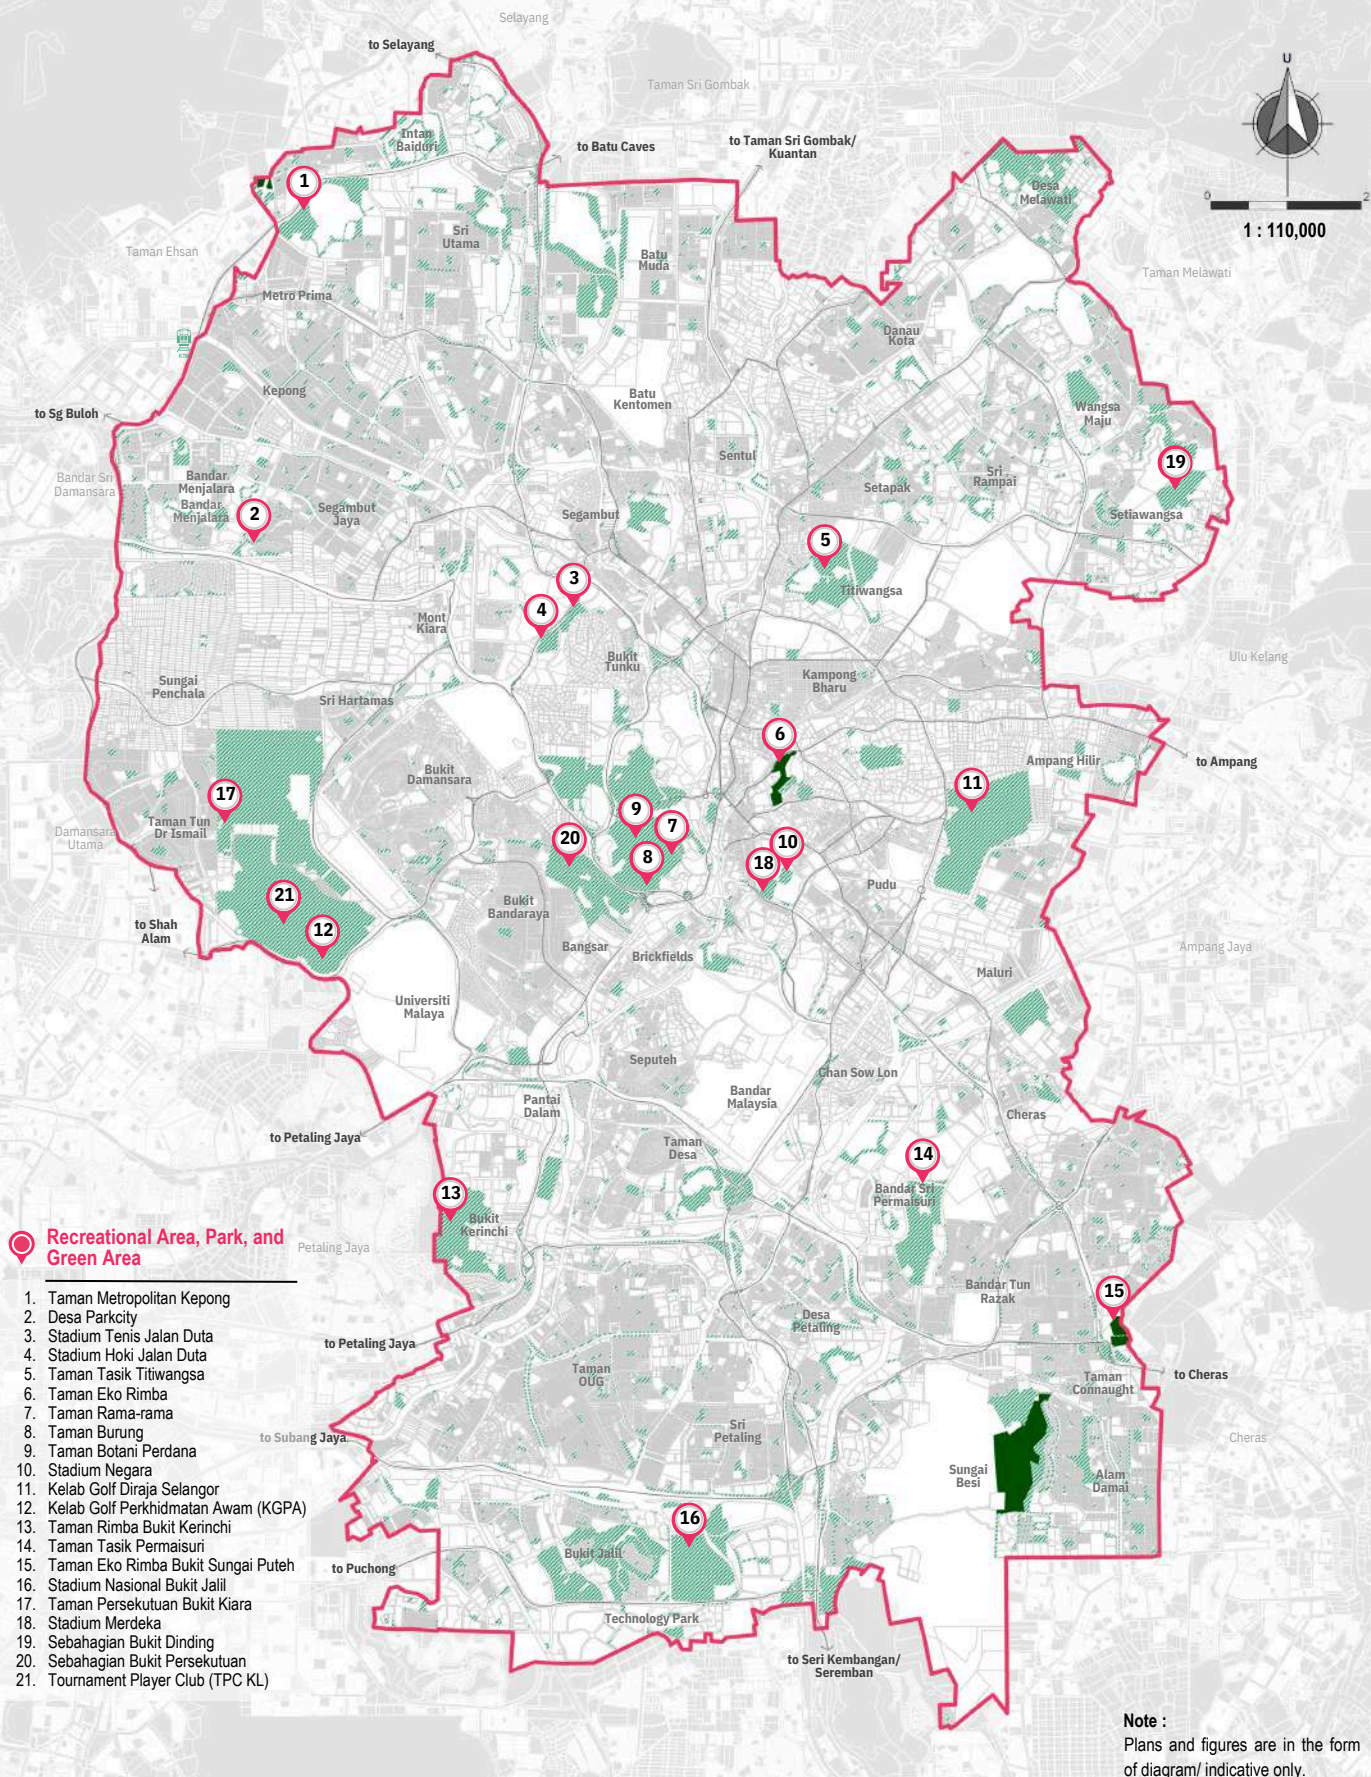 Selayang
to Selayang
U
Taman Sri Gombak
Intan
Baiduri
to Batu Caves
to Taman Sri Gombak/
Kuantan
1
Desa
Melawati
0
2
1 : 110,000
Sri
Utama
Taman Ehsan
Batu
Muda
Taman Melawati
Metro Prima
Danau
Kota
Kepong
Batu
Kentomen
to Sg Buloh
Wangsa
Maju
Sentul
19
Bandar Sri
Damansara
Bandar
Menjalara
Bandar
Menjalara
2
Segambut
Jaya
Segambut
Setapak
Sri
Rampai
Setiawangsa
5
3
Titiwangsa
4
Mont
Kiara
Bukit
Tunku
Ulu Kelang
Sungai
Penchala
Kampong
Bharu
Sri Hartamas
6
Bukit
Damansara
Ampang Hilir
to Ampang
11
17
9
7
Taman Tun
Dr Ismail
Damansara
Utama
20
10
8
18
Pudu
21
Bukit
Bandaraya
12
to Shah
Alam
Bangsar
Brickfields
Ampang Jaya
Maluri
Universiti
Malaya
Seputeh
Chan Sow Lon
Bandar
Malaysia
Pantai
Dalam
Cheras
to Petaling Jaya
Taman
Desa
14
13
Bandar Sri
Permaisuri
Bukit
Kerinchi
Petaling Jaya
Bandar Tun
Razak
15
Desa
Petaling
to Petaling Jaya
Taman
OUG
to Cheras
Taman
Connaught
Sri
Petaling
to Subang Jaya
Cheras
Sungai
Besi
Alam
Damai
16
Bukit Jalil
to Puchong
Technology Park
to Seri Kembangan/
Seremban
Recreational Area, Park, and
Green Area
1. Taman Metropolitan Kepong
2. Desa Parkcity
3. Stadium Tenis Jalan Duta
4. Stadium Hoki Jalan Duta
5. Taman Tasik Titiwangsa
6. Taman Eko Rimba
7. Taman Rama-rama
8. Taman Burung
9. Taman Botani Perdana
10. Stadium Negara
11. Kelab Golf Diraja Selangor
12. Kelab Golf Perkhidmatan Awam (KGPA)
13. Taman Rimba Bukit Kerinchi
14. Taman Tasik Permaisuri
15. Taman Eko Rimba Bukit Sungai Puteh
16. Stadium Nasional Bukit Jalil
17. Taman Persekutuan Bukit Kiara
18. Stadium Merdeka
19. Sebahagian Bukit Dinding
20. Sebahagian Bukit Persekutuan
21. Tournament Player Club (TPC KL)
Note :
Plans and figures are in the form
of diagram/ indicative only.